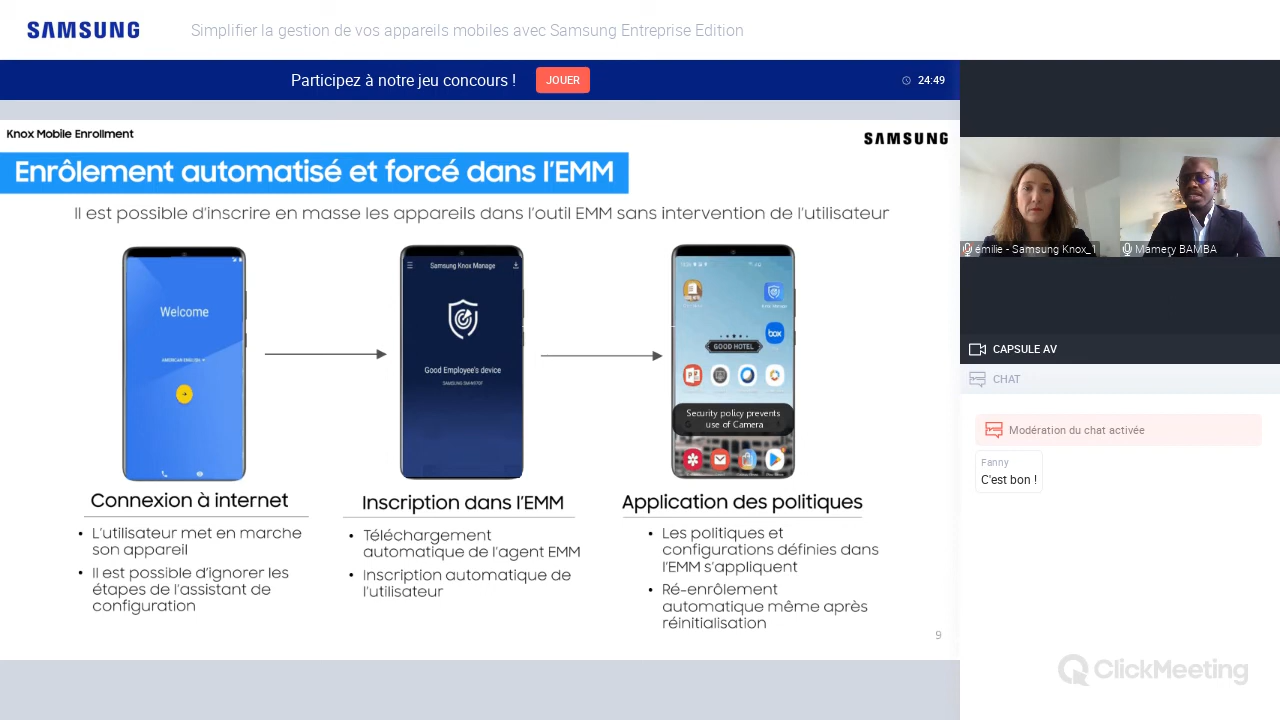 SAMSUNG
Simplifier la gestion de vos appareils mobiles avec Samsung Entreprise Edition
Participez à notre jeu concours !
JOUER
24:49
Knox Mobile Enrollment
SAMSUNG
Enrôlement automatisé et forcé dans l'EMM
Il est possible d'inscrire en masse les appareils dans l'outil EMM sans intervention de l'utilisateur
Welcome
AMERICAN ENGLISH
Samsung Knox Manage
Good Employee's device
GOOD HOTEL
box
Security policy prevents
use of Camera
Connexion à internet
L'utilisateur met en marche
son appareil
Il est possible d'ignorer les
étapes de l'assistant de
configuration
Inscription dans l'EMM
Téléchargement
automatique de l'agent EMM
Inscription automatique de
l'utilisateur
Application des politiques
Les politiques et
configurations définies dans
l'EMM s'appliquent
Ré-enrôlement
automatique même après
réinitialisation
9
émilie - Samsung Knox_1
Mamery BAMBA
CAPSULE AV
CHAT
Modération du chat activée
Fanny
C'est bon !
ClickMeeting